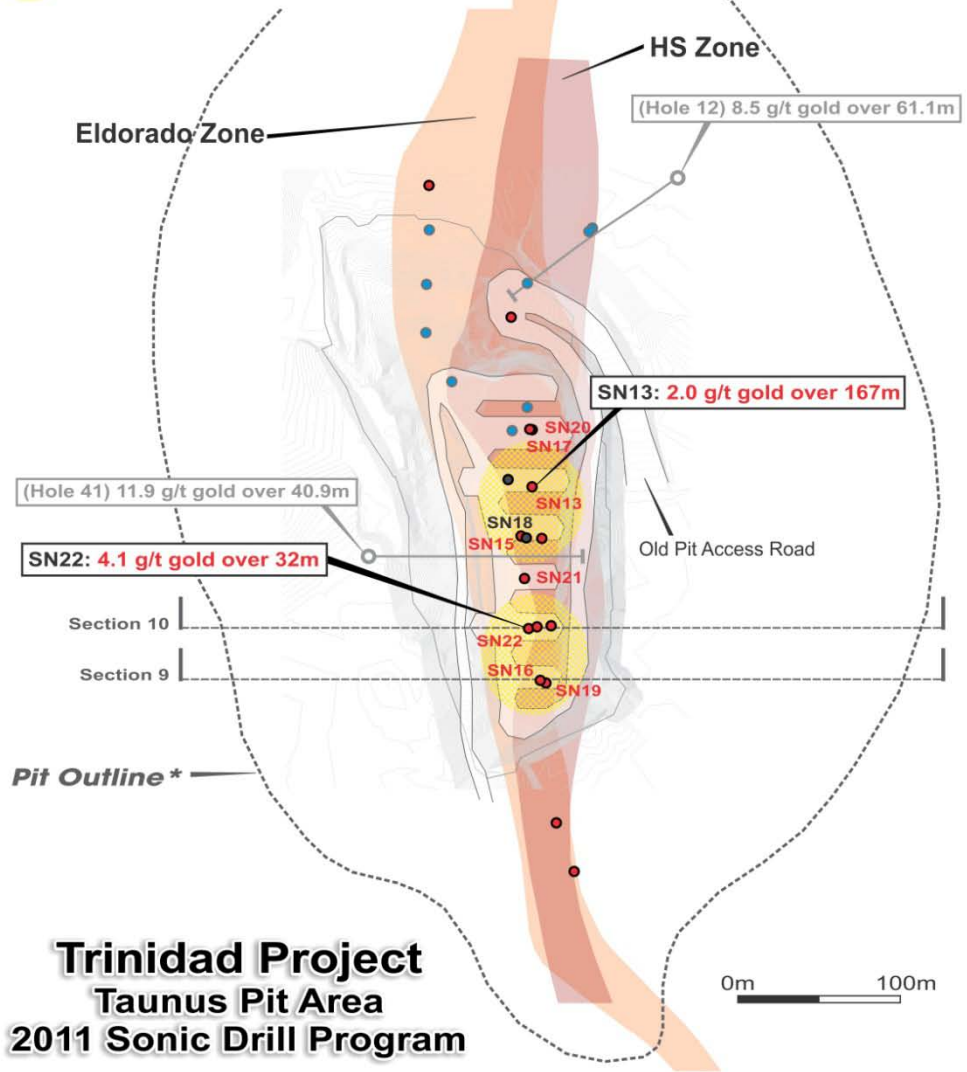 HS Zone
(Hole 12) 8.5 g/t gold over 61.1m
Eldorado Zone
SN13: 2.0 g/t gold over 167m
SN20
SN17
(Hole 41) 11.9 g/t gold over 40.9m
SN13
SN18
SN15
Old Pit Access Road
SN22: 4.1 g/t gold over 32m
SN21
Section 10
SN22
Section 9
SN16
SN19
Pit Outline*
Trinidad Project
Taunus Pit Area
2011 Sonic Drill Program
0m 100m